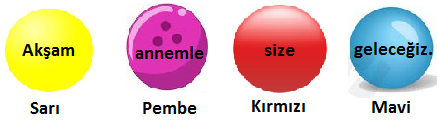 Akşam annemle size geleceğiz.
Sarı Pembe Kırmızı Mavi